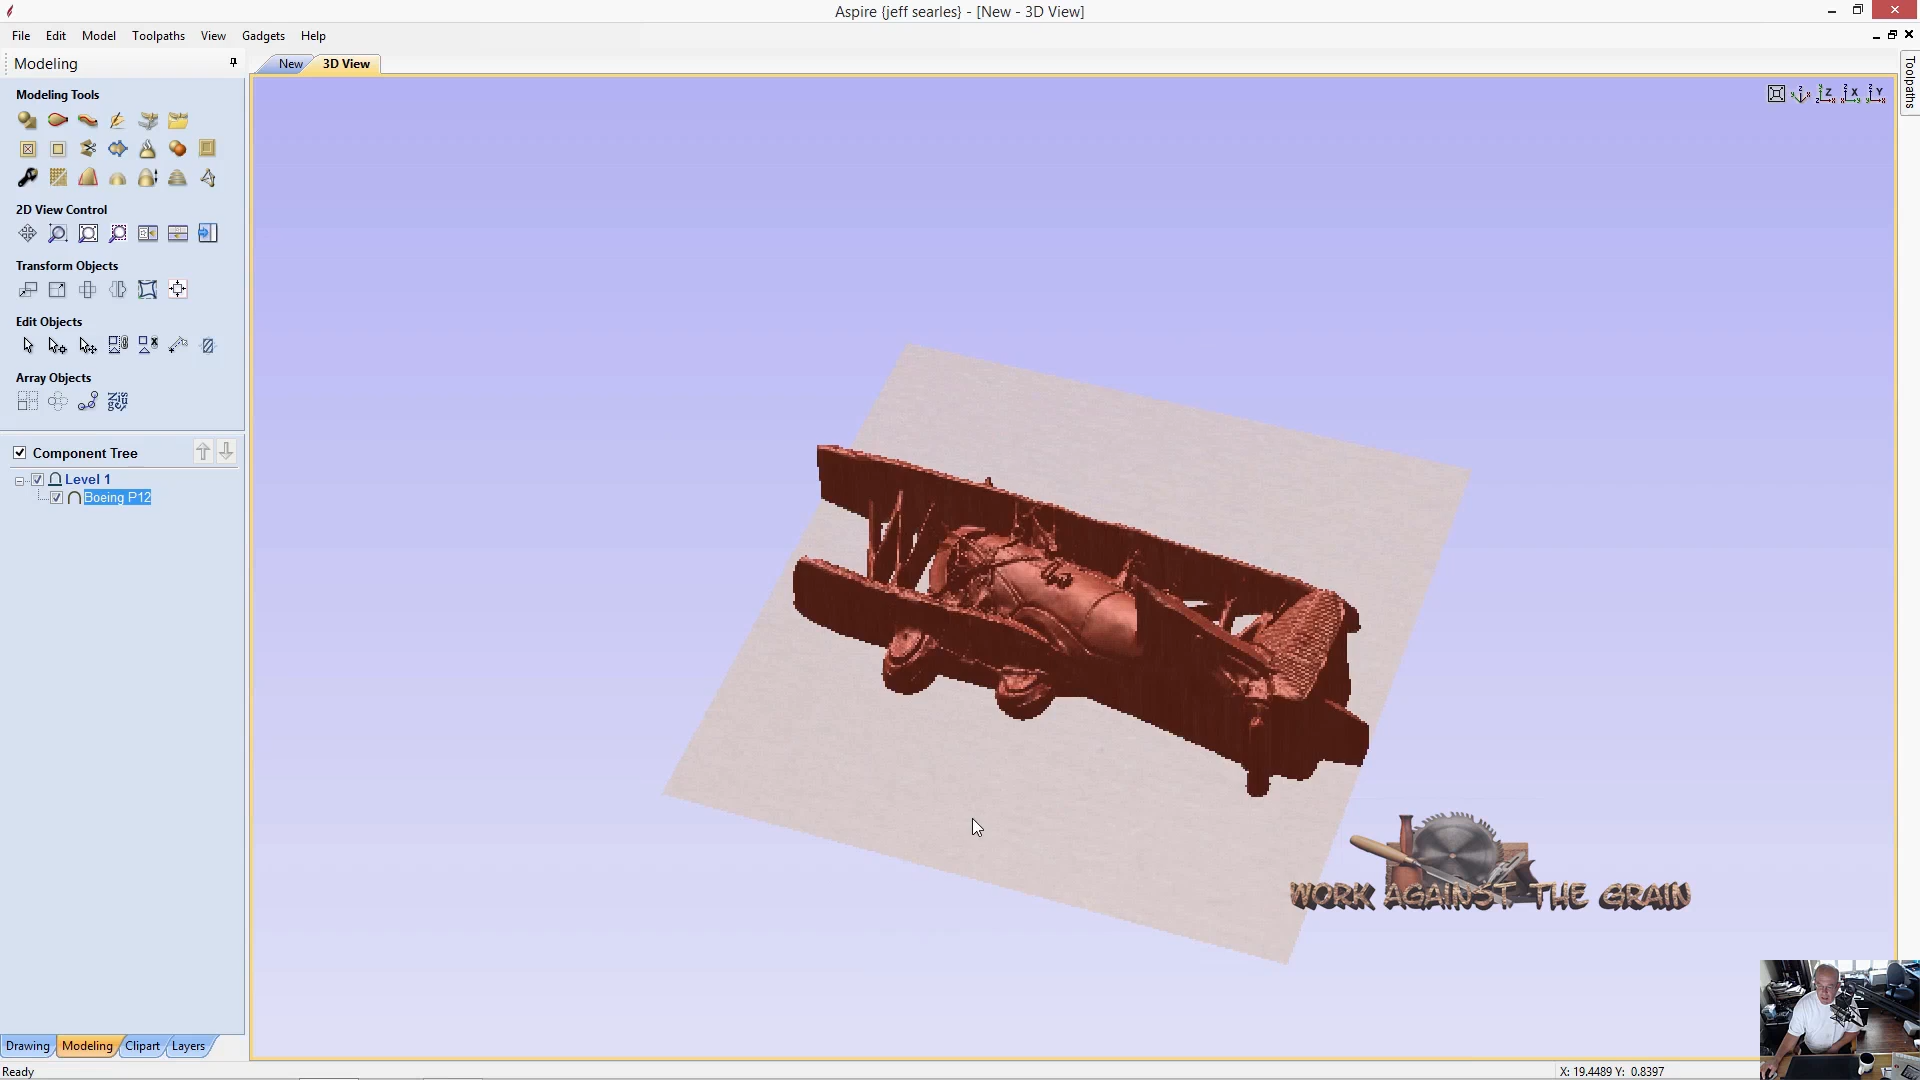 Aspire {jeff searles} - [New - 3D View]
File Edit Model Toolpaths View Gadgets Help
Modeling
New 3D View
Toolpaths
Modeling Tools
2D View Control
Transform Objects
Edit Objects
Array Objects
Component Tree
Level 1
Boeing P12
WORK AGAINST THE GRAIN
Drawing Modeling Clipart Layers
Ready
X: 19.4489 Y: 0.8397